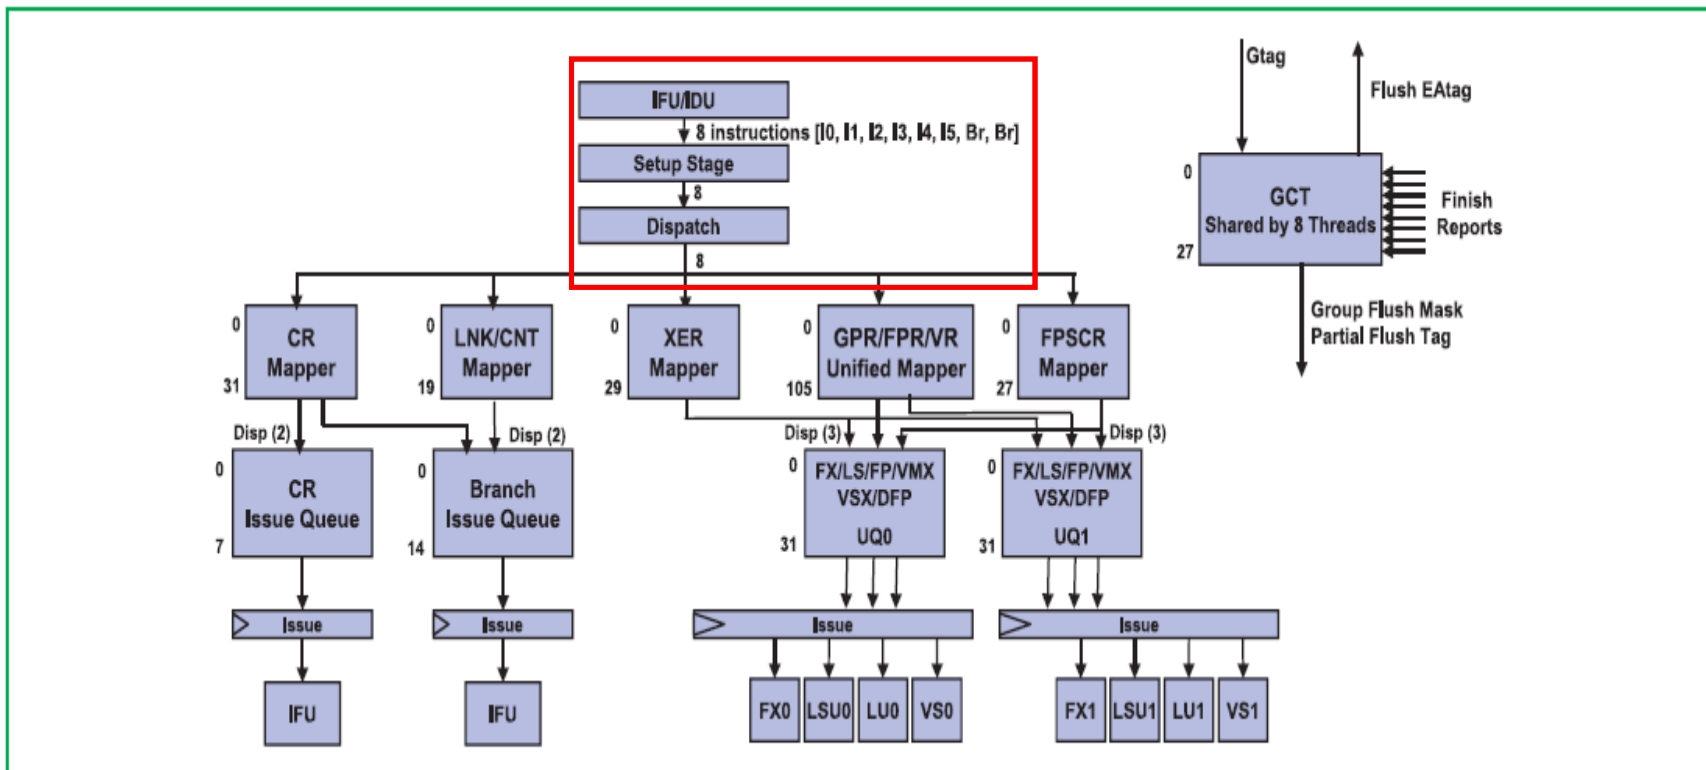 IFU/IDU
8 instructions [I0, I1, I2, I3, I4, I5, Br, Br]
Setup Stage
8
Dispatch
8
Gtag
Flush EAtag
0
GCT
Shared by 8 Threads
27
Finish
Reports
Group Flush Mask
Partial Flush Tag
0
CR
Mapper
31
0
LNK/CNT
Mapper
19
0
XER
Mapper
29
0
GPR/FPR/VR
Unified Mapper
105
0
FPSCR
Mapper
27
Disp (2)
Disp (2)
Disp (3)
Disp (3)
0
CR
Issue Queue
7
0
Branch
Issue Queue
14
0
FX/LS/FP/VMX
VSX/DFP
UQ0
31
0
FX/LS/FP/VMX
VSX/DFP
UQ1
31
Issue
Issue
Issue
Issue
IFU
IFU
FX0
LSU0
LU0
VS0
FX1
LSU1
LU1
VS1